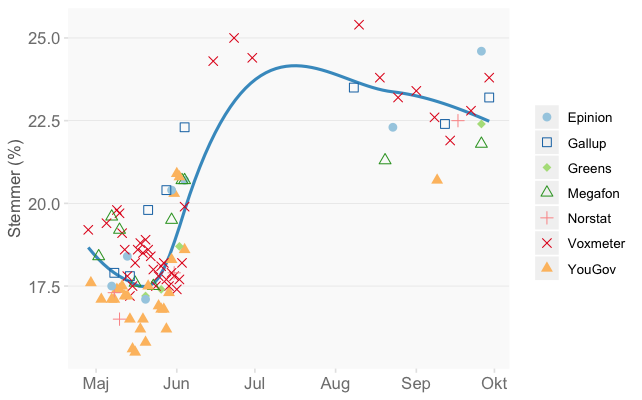 25.0
22.5
20.0
17.5
Stemmer (%)
Maj Jun Jul Aug Sep Okt
Epinion
Gallup
Greens
Megafon
Norstat
Voxmeter
YouGov